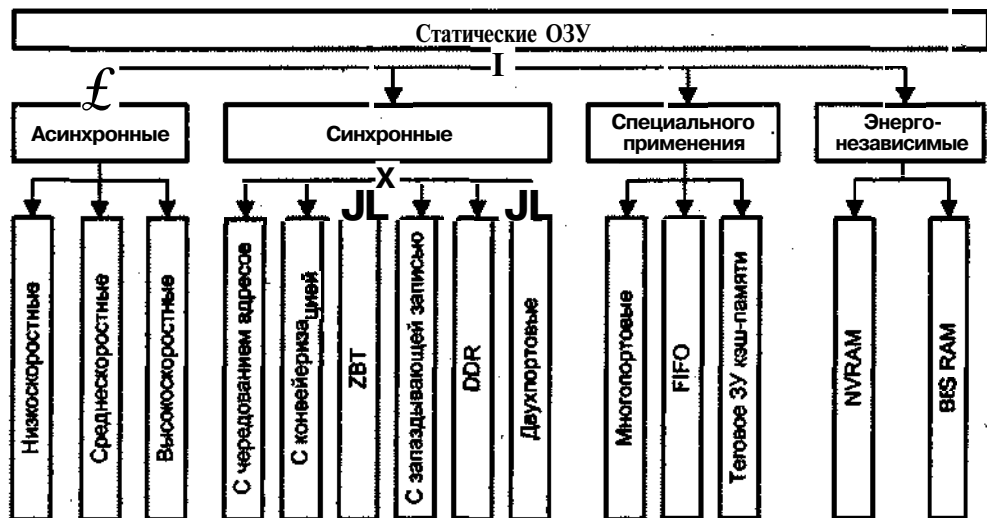 Статические ОЗУ
Асинхронные
Синхронные
Специального
применения
Энерго-
независимые
Низкоскоростные
Среднескоростные
Высокоскоростные
С чередованием адресов
С конвейеризацией
ZBT
С запаздывающей записью
DDR
Двухпортовые
Многопортовые
FIFO
Теговое ЗУ кэш-памяти
NVRAM
BBS RAM